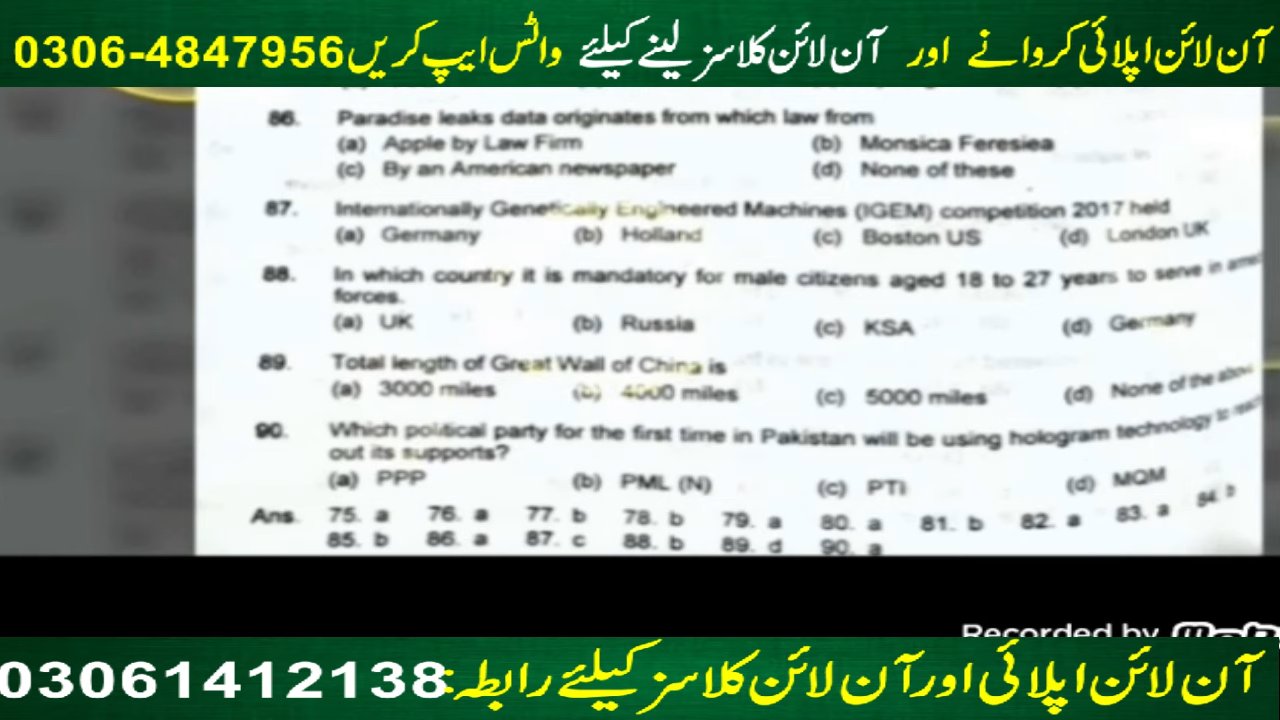 آن لائن اپلائی کروانے اور آن لائن کلاسز لینے کیلئے واٹس ایپ کریں 0306-4847956
86. Paradise leaks data originates from which law from
(a) Apple by Law Firm (b) Monsica Feresiea
(c) By an American newspaper (d) None of these
87. Internationally Genetically Engineered Machines (IGEM) competition 2017 held
(a) Germany (b) Holland (c) Boston US (d) London UK
88. In which country it is mandatory for male citizens aged 18 to 27 years to serve in
forces.
(a) UK (b) Russia (c) KSA (d) Germany
89. Total length of Great Wall of China is
(a) 3000 miles (b) 4000 miles (c) 5000 miles (d) None of the above
90. Which political party for the first time in Pakistan will be using hologram technology to
out its supports?
(a) PPP (b) PML (N) (c) PTI (d) MQM
Ans. 75. a 76. a 77. b 78. b 79. a 80. a 81. b 82. a 83. a 84. b
85. b 86. a 87. c 88. b 89. d 90. a
Recorded by
آن لائن اپلائی اور آن لائن کلاسز کیلئے رابطہ: 03061412138